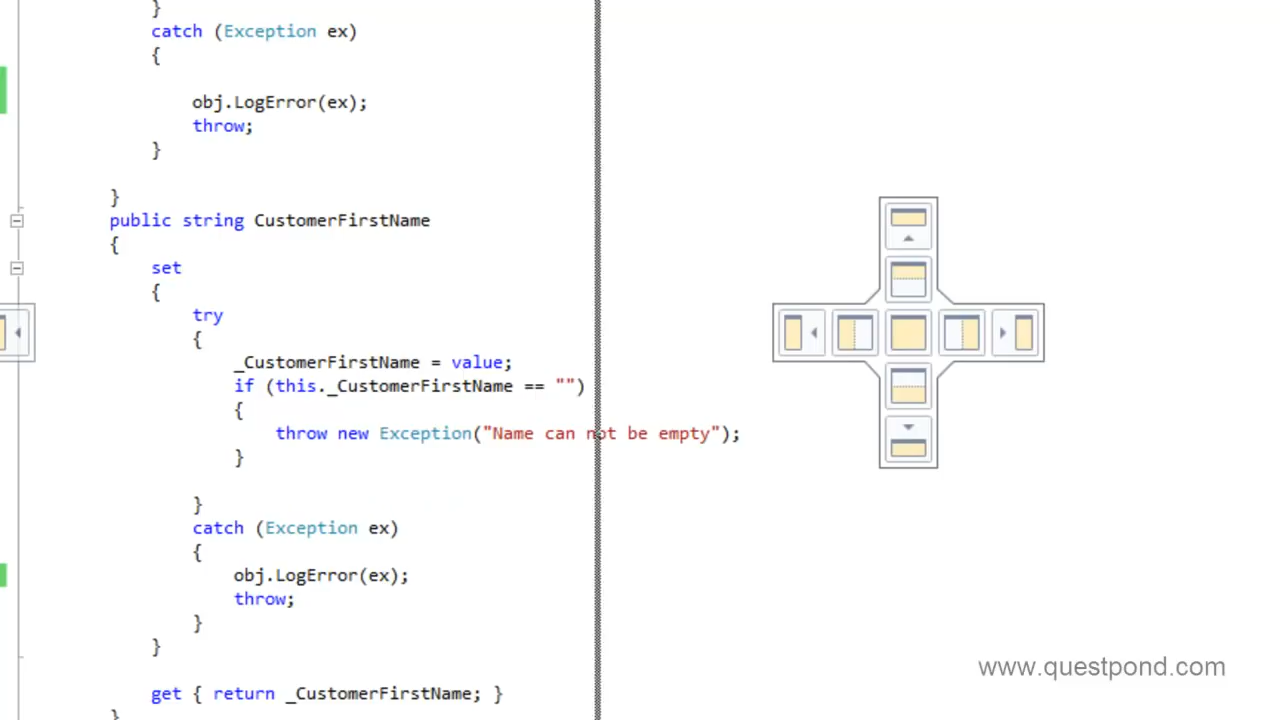 }
catch (Exception ex)
{
obj.LogError(ex);
throw;
}
}
public string CustomerFirstName
{
set
{
try
{
_CustomerFirstName = value;
if (this._CustomerFirstName == "")
{
throw new Exception("Name can not be empty");
}
}
catch (Exception ex)
{
obj.LogError(ex);
throw;
}
}
get { return _CustomerFirstName; }
}
www.questpond.com